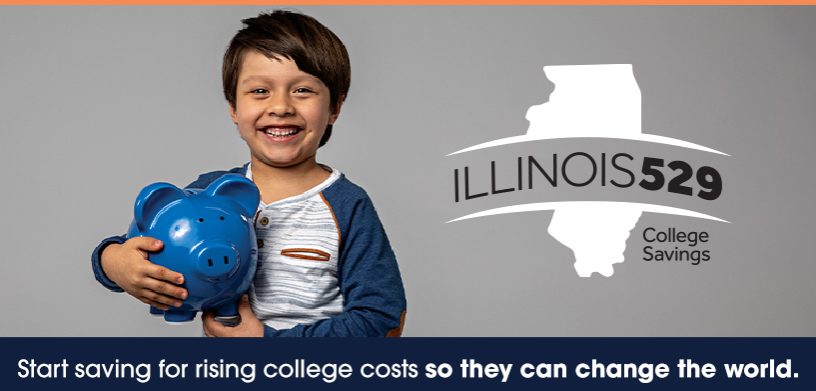 ILLINOIS529
College
Savings
Start saving for rising college costs so they can change the world.